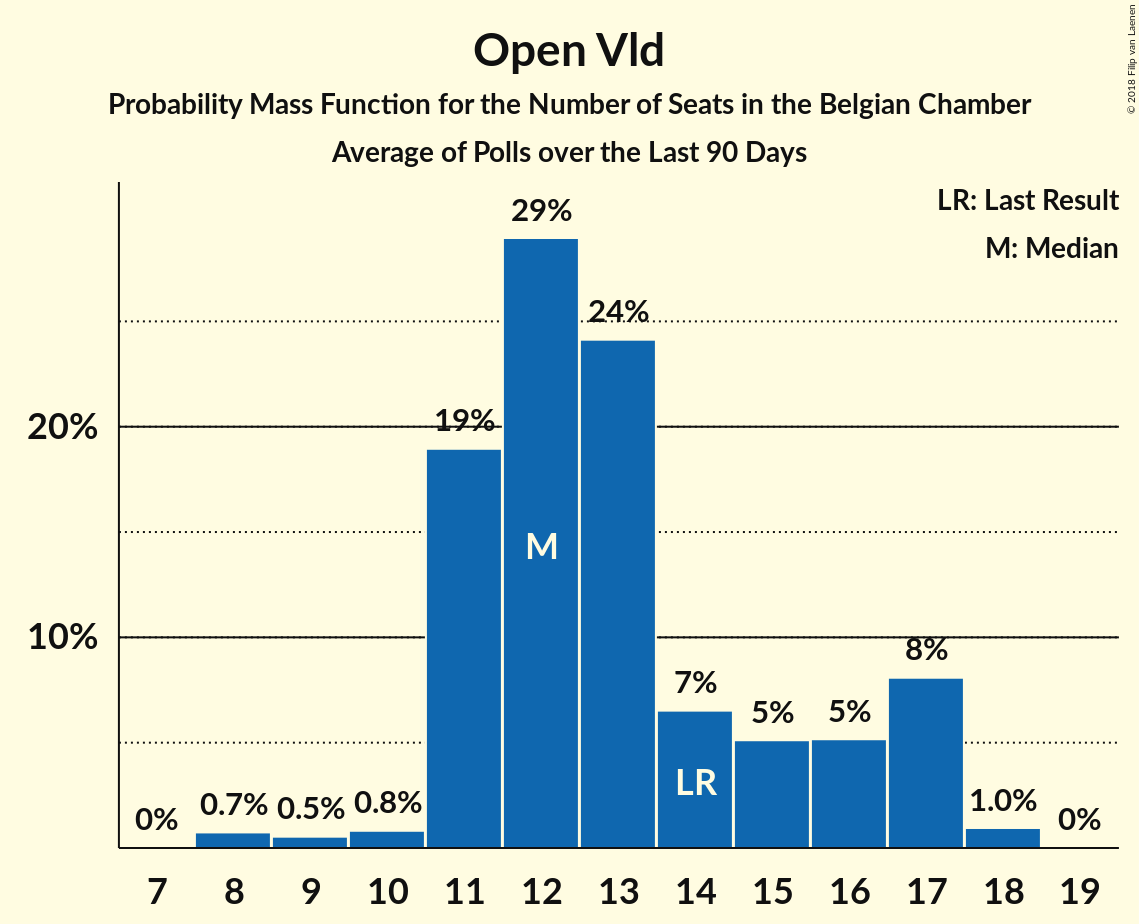 Open Vld
Probability Mass Function for the Number of Seats in the Belgian Chamber
Average of Polls over the Last 90 Days
© 2018 Filip van Laenen
LR: Last Result
M: Median
29%
24%
20%
19%
M
10%
8%
7%
5%
5%
LR
0%
0.7%
0.5%
0.8%
1.0%
0%
7 8 9 10 11 12 13 14 15 16 17 18 19